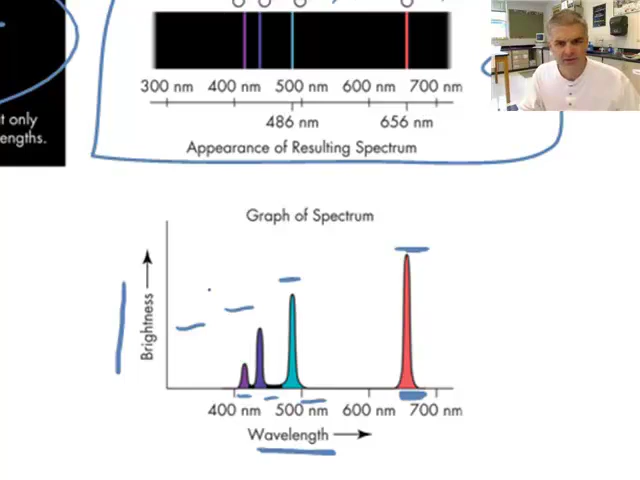 t only
engths.
300 nm 400 nm 500 nm 600 nm 700 nm
486 nm 656 nm
Appearance of Resulting Spectrum
Graph of Spectrum
Brightness
400 nm 500 nm 600 nm 700 nm
Wavelength